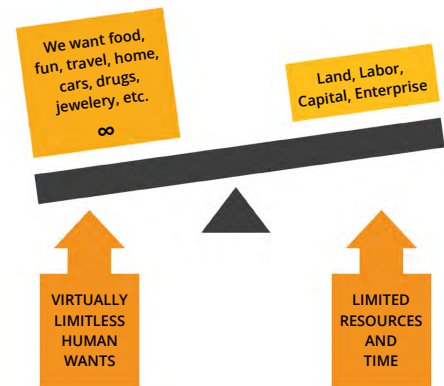 We want food,
fun, travel, home,
cars, drugs,
jewelery, etc.
∞
Land, Labor,
Capital, Enterprise
VIRTUALLY
LIMITLESS
HUMAN
WANTS
LIMITED
RESOURCES
AND
TIME